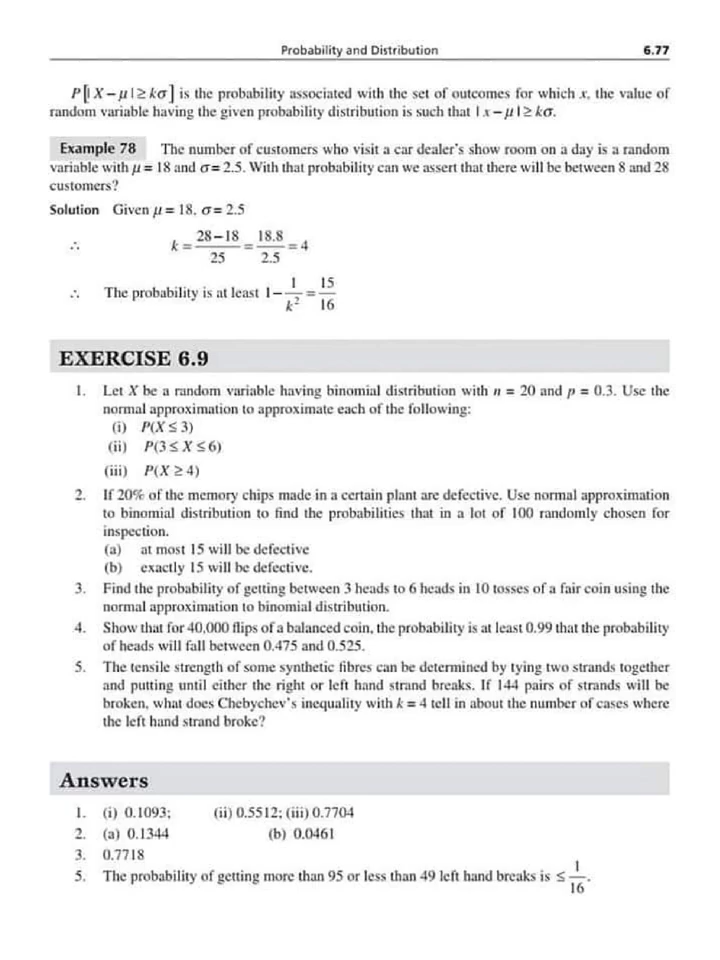 Probability and Distribution 6.77
P[|X – μ| ≥ kσ] is the probability associated with the set of outcomes for which x, the value of
random variable having the given probability distribution is such that | x – μ | ≥ kσ.
Example 78 The number of customers who visit a car dealer's show room on a day is a random
variable with μ = 18 and σ = 2.5. With that probability can we assert that there will be between 8 and 28
customers?
Solution Given μ = 18, σ = 2.5
∴ k = (28–18)/25 = 18.8/2.5 = 4
∴ The probability is at least 1 – 1/k² = 15/16
EXERCISE 6.9
1. Let X be a random variable having binomial distribution with n = 20 and p = 0.3. Use the
normal approximation to approximate each of the following:
(i) P(X ≤ 3)
(ii) P(3 ≤ X ≤ 6)
(iii) P(X ≥ 4)
2. If 20% of the memory chips made in a certain plant are defective. Use normal approximation
to binomial distribution to find the probabilities that in a lot of 100 randomly chosen for
inspection.
(a) at most 15 will be defective
(b) exactly 15 will be defective.
3. Find the probability of getting between 3 heads to 6 heads in 10 tosses of a fair coin using the
normal approximation to binomial distribution.
4. Show that for 40,000 flips of a balanced coin, the probability is at least 0.99 that the probability
of heads will fall between 0.475 and 0.525.
5. The tensile strength of some synthetic fibres can be determined by tying two strands together
and putting until either the right or left hand strand breaks. If 144 pairs of strands will be
broken, what does Chebychev's inequality with k = 4 tell in about the number of cases where
the left hand strand broke?
Answers
1. (i) 0.1093; (ii) 0.5512; (iii) 0.7704
2. (a) 0.1344 (b) 0.0461
3. 0.7718
5. The probability of getting more than 95 or less than 49 left hand breaks is ≤ 1/16.